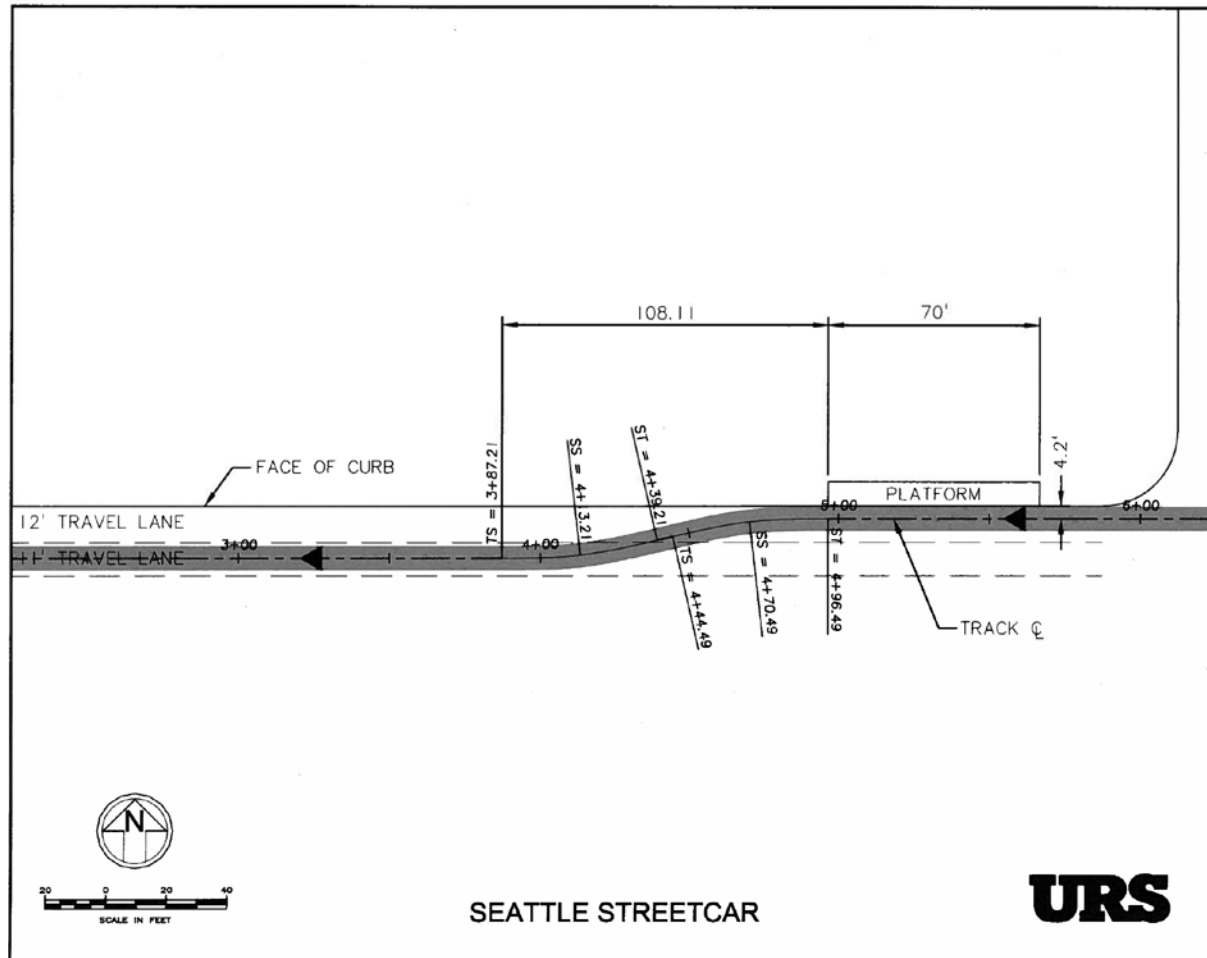 108.11
70'
4.2'
FACE OF CURB
TS = 3+87.21
SS = 4+13.21
ST = 4+39.21
TS = 4+44.49
SS = 4+70.49
ST = 4+96.49
PLATFORM
12' TRAVEL LANE
11' TRAVEL LANE
3+00
4+00
5+00
6+00
TRACK ℄
N
20 0 20 40
SCALE IN FEET
SEATTLE STREETCAR
URS